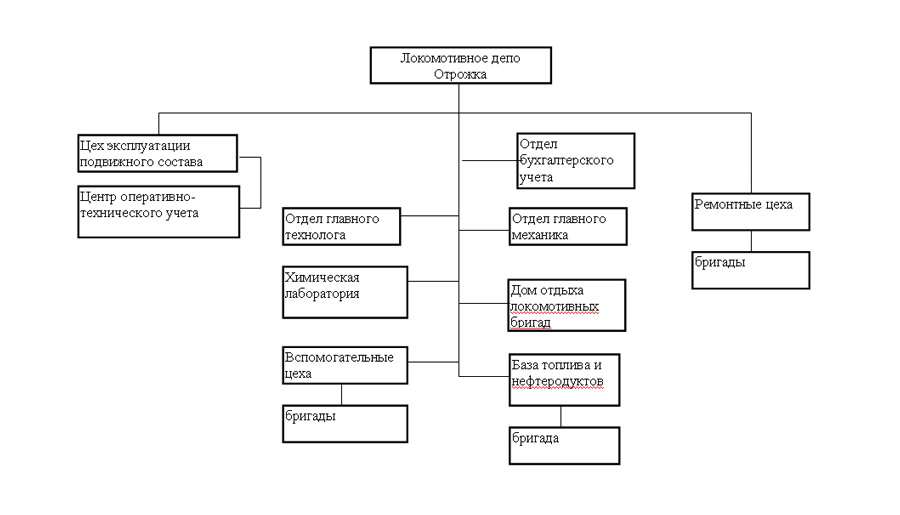 Локомотивное депо
Отрожка
Цех эксплуатации
подвижного состава
Центр оперативно-
технического учета
Отдел
бухгалтерского
учета
Отдел главного
технолога
Отдел главного
механика
Ремонтные цеха
бригады
Химическая
лаборатория
Дом отдыха
локомотивных
бригад
Вспомогательные
цеха
База топлива и
нефтеродуктов
бригады
бригада